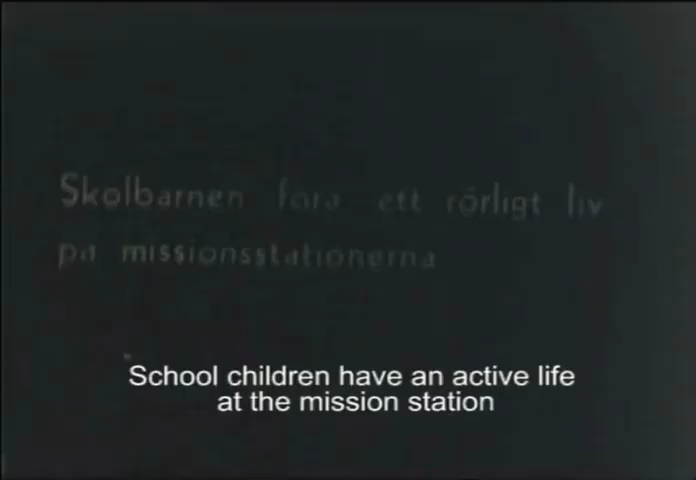 Skolbarnen föra ett rörligt liv
på missionsstationerna
School children have an active life
at the mission station